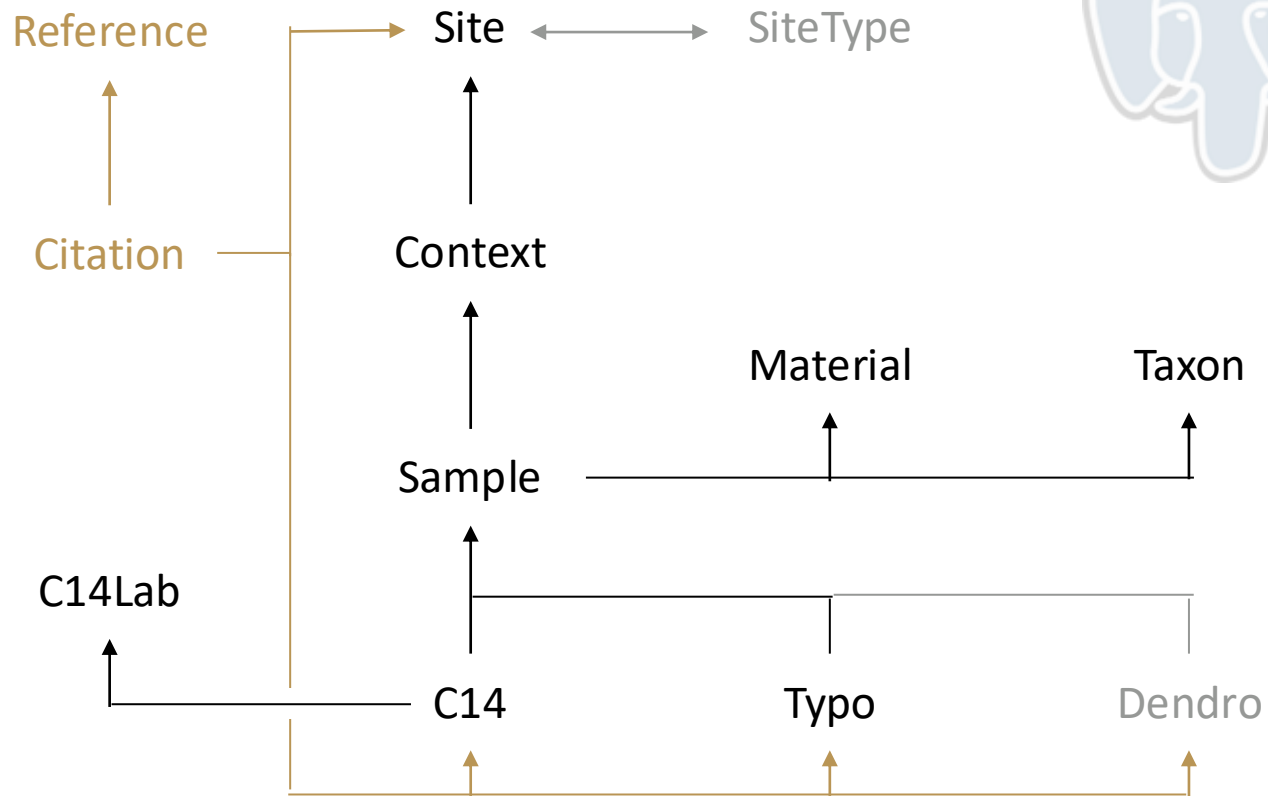 Reference
Site
SiteType
Citation
Context
Material
Taxon
Sample
C14Lab
C14
Typo
Dendro